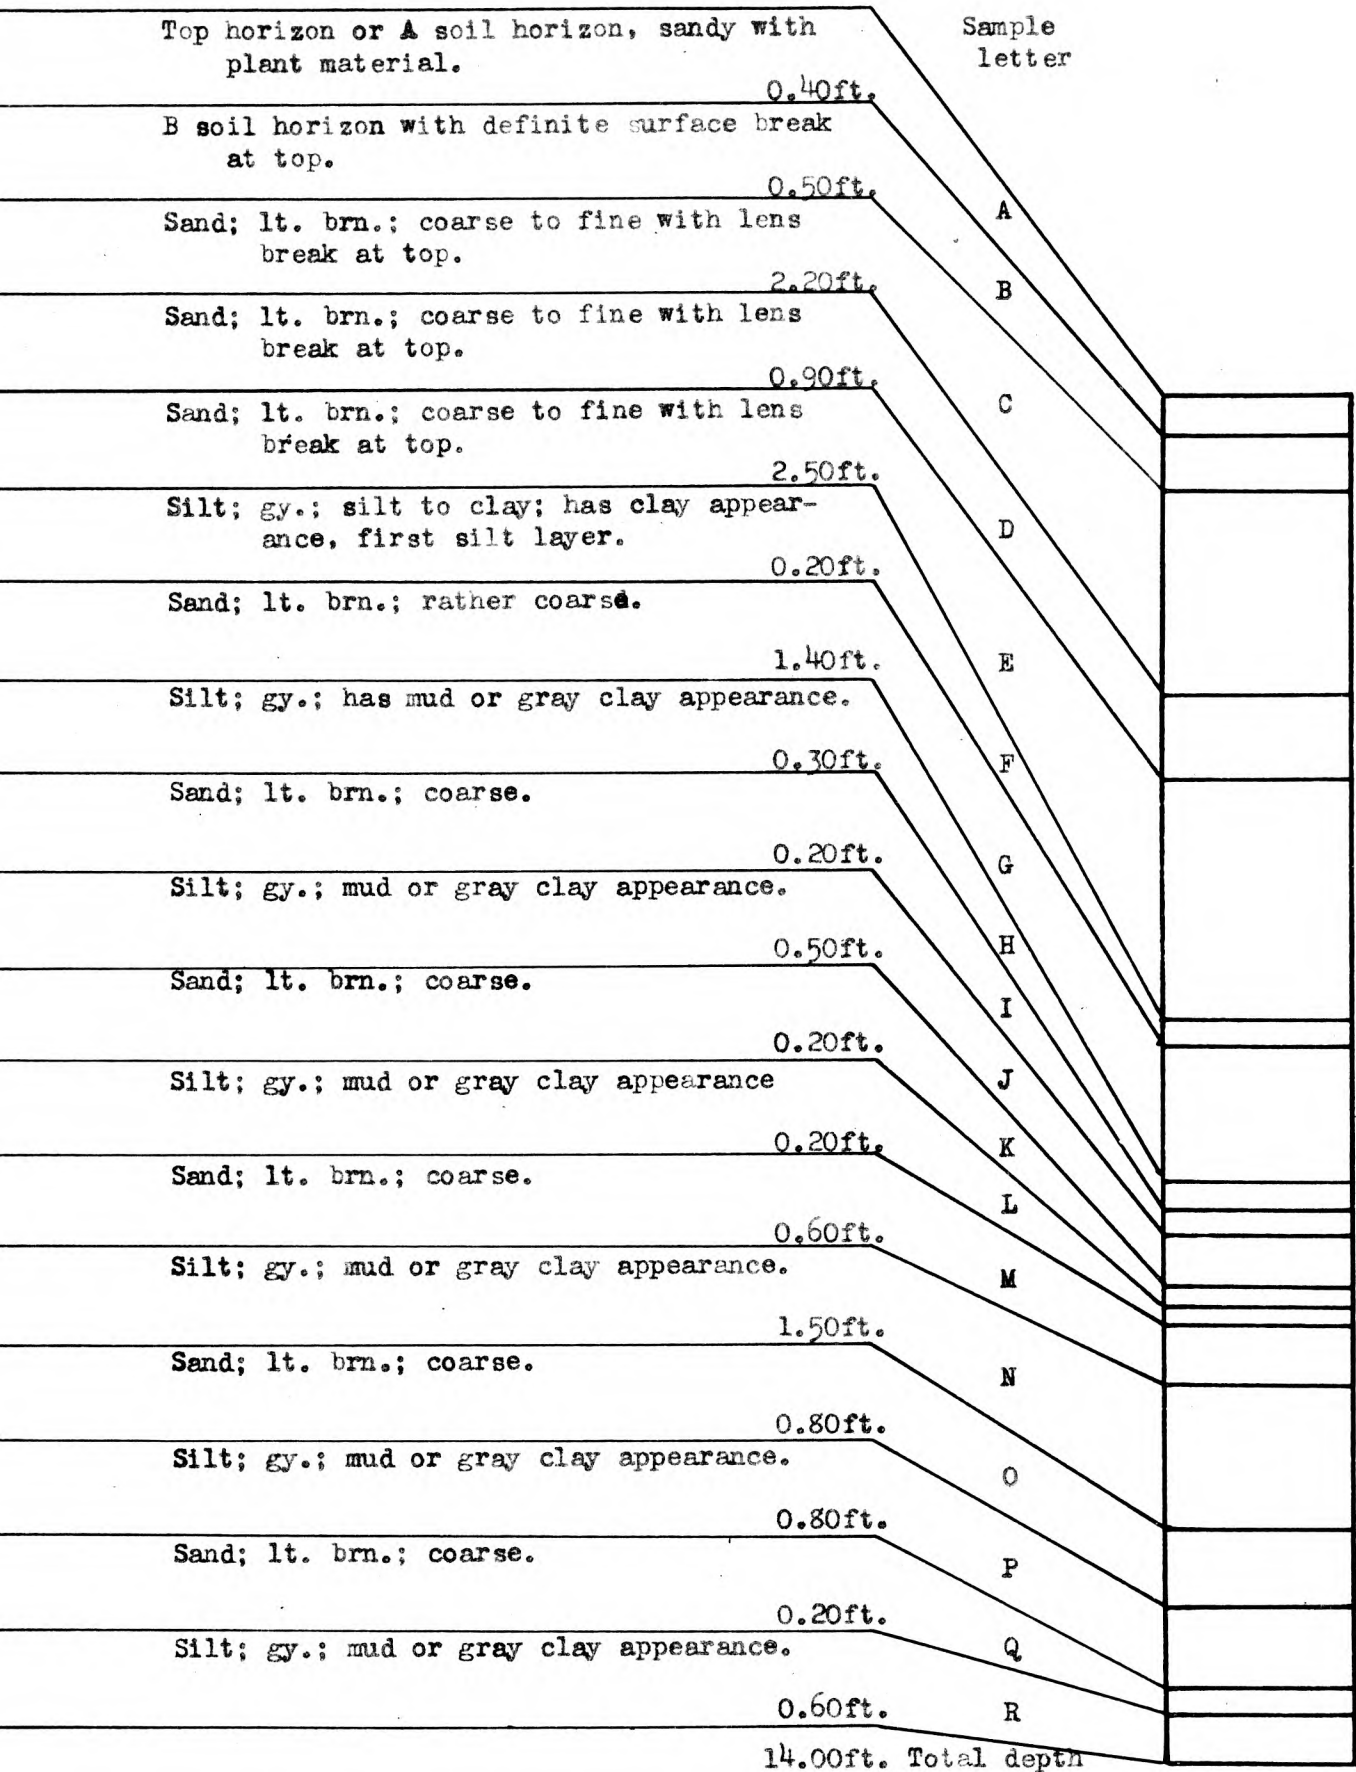 Sample
letter
Top horizon or A soil horizon, sandy with
plant material.
0.40ft.
B soil horizon with definite surface break
at top.
0.50ft.
A
Sand; lt. brn.; coarse to fine with lens
break at top.
2.20ft.
B
Sand; lt. brn.; coarse to fine with lens
break at top.
0.90ft.
C
Sand; lt. brn.; coarse to fine with lens
break at top.
2.50ft.
Silt; gy.; silt to clay; has clay appear-
ance, first silt layer.
D
0.20ft.
Sand; lt. brn.; rather coarse.
1.40ft.
E
Silt; gy.; has mud or gray clay appearance.
0.30ft.
F
Sand; lt. brn.; coarse.
0.20ft.
G
Silt; gy.; mud or gray clay appearance.
0.50ft.
H
Sand; lt. brn.; coarse.
I
0.20ft.
Silt; gy.; mud or gray clay appearance
J
0.20ft.
K
Sand; lt. brn.; coarse.
L
0.60ft.
Silt; gy.; mud or gray clay appearance.
M
1.50ft.
Sand; lt. brn.; coarse.
N
0.80ft.
Silt; gy.; mud or gray clay appearance.
O
0.80ft.
Sand; lt. brn.; coarse.
P
0.20ft.
Silt; gy.; mud or gray clay appearance.
Q
0.60ft.
R
14.00ft. Total depth